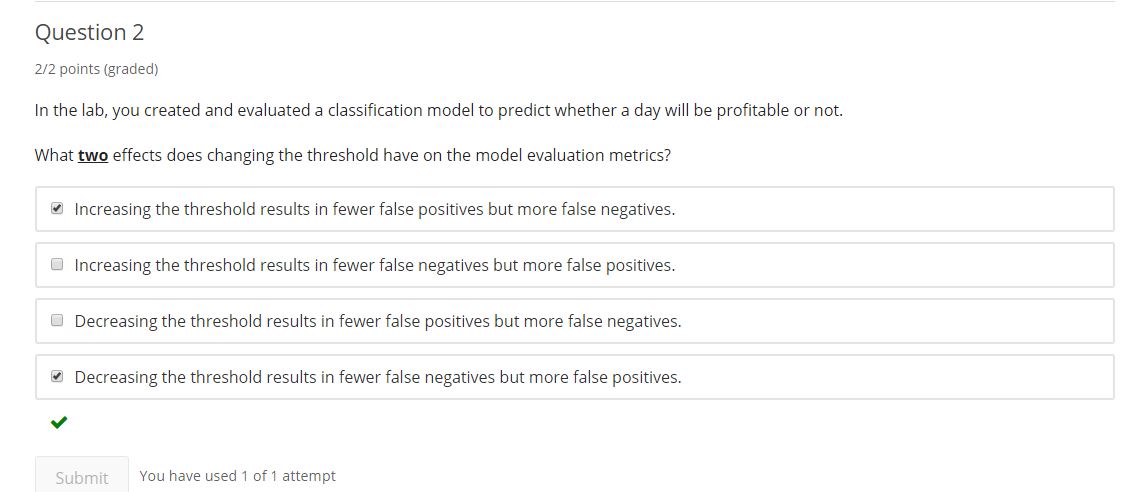 Question 2
2/2 points (graded)
In the lab, you created and evaluated a classification model to predict whether a day will be profitable or not.
What two effects does changing the threshold have on the model evaluation metrics?
Increasing the threshold results in fewer false positives but more false negatives.
Increasing the threshold results in fewer false negatives but more false positives.
Decreasing the threshold results in fewer false positives but more false negatives.
Decreasing the threshold results in fewer false negatives but more false positives.
Submit You have used 1 of 1 attempt